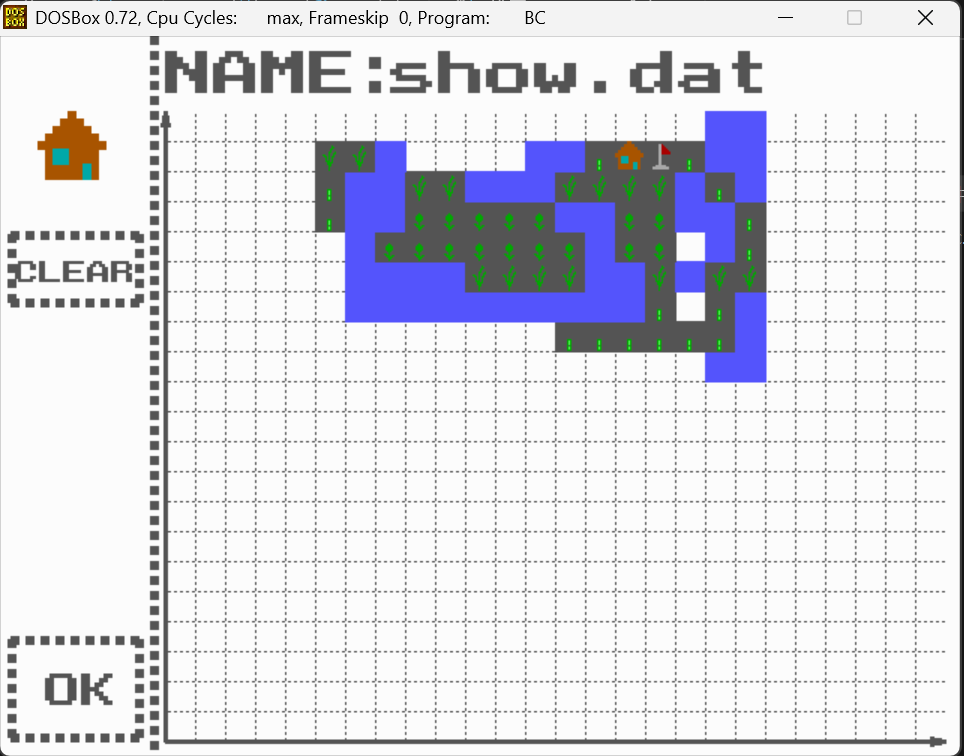 DOSBox 0.72, Cpu Cycles: max, Frameskip 0, Program: BC
NAME:show.dat
CLEAR
OK